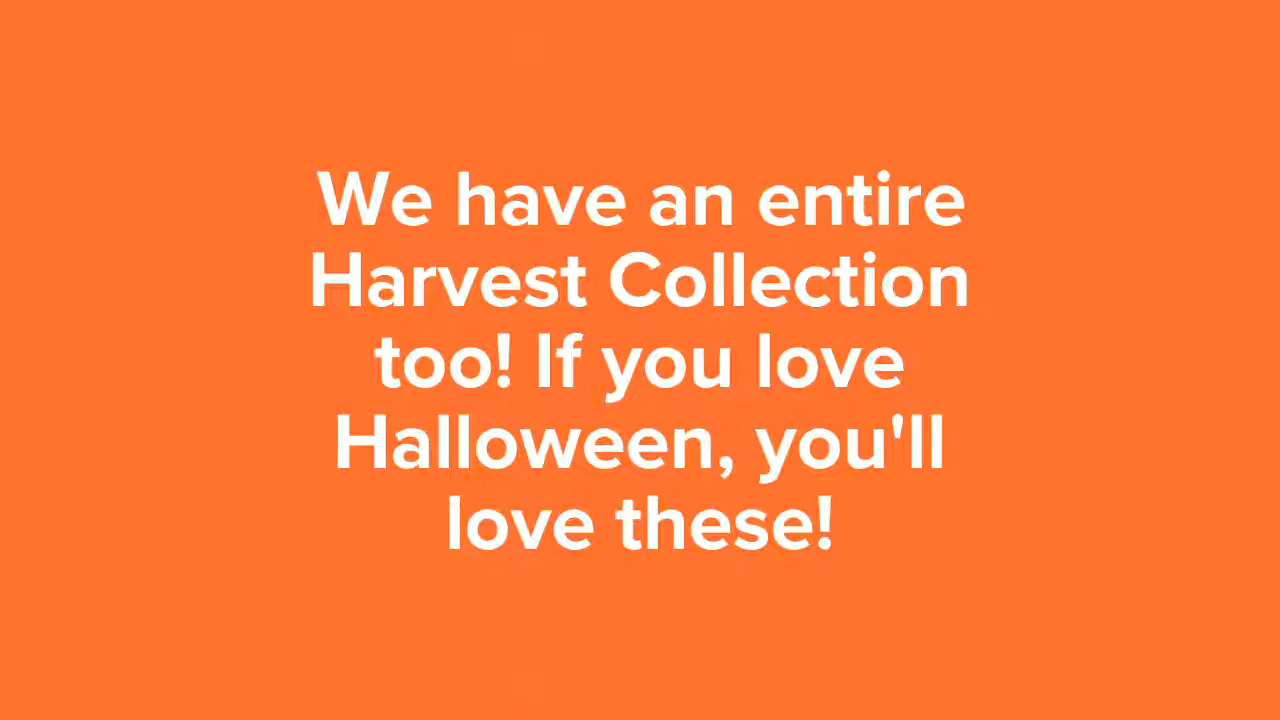 We have an entire
Harvest Collection
too! If you love
Halloween, you'll
love these!